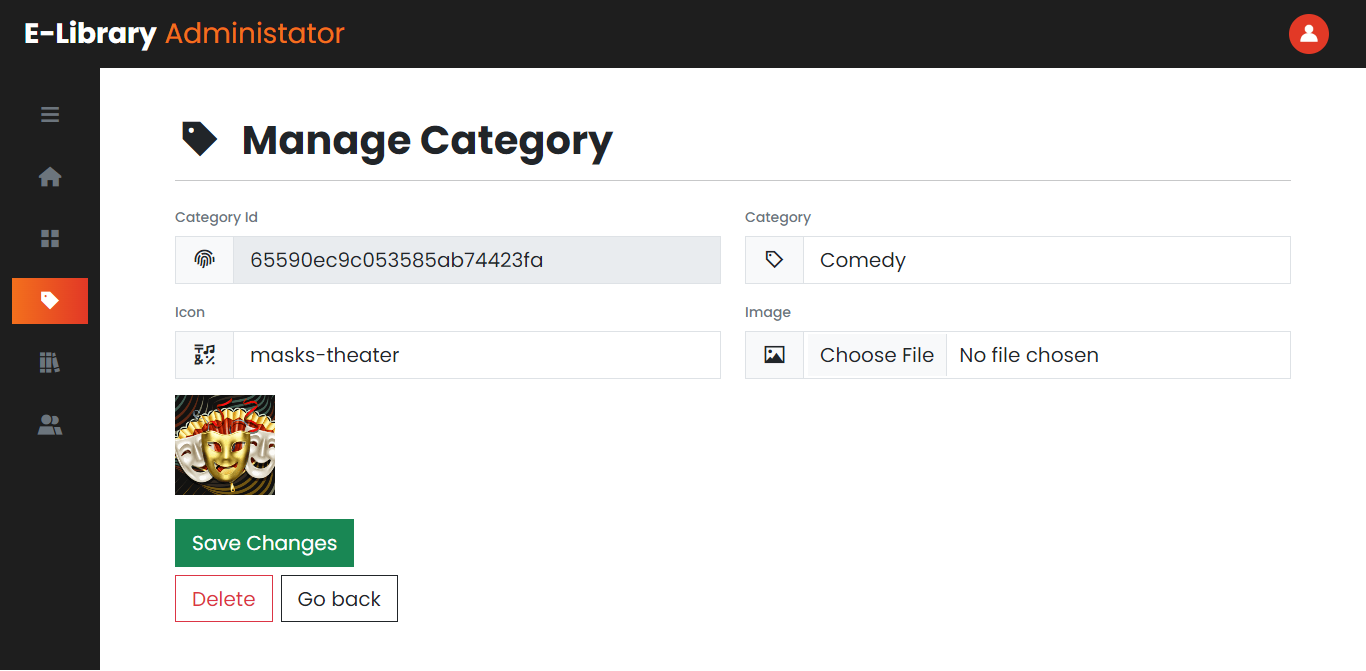 E-Library Administator
Manage Category
Category Id
Category
65590ec9c053585ab74423fa
Comedy
Icon
Image
masks-theater
Choose File No file chosen
Save Changes
Delete
Go back